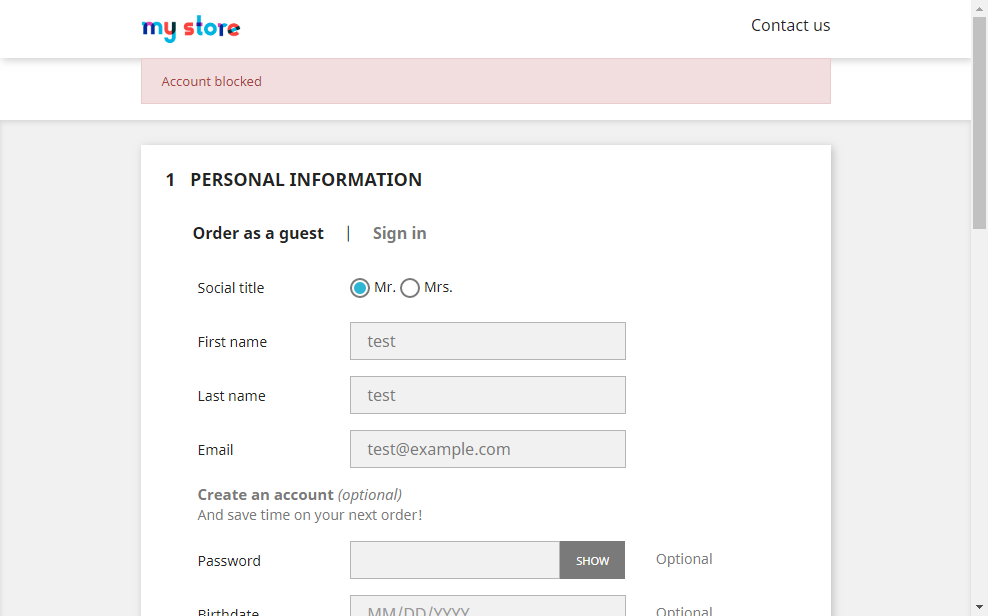 my store
Contact us
Account blocked
1 PERSONAL INFORMATION
Order as a guest | Sign in
Social title Mr. Mrs.
First name test
Last name test
Email test@example.com
Create an account (optional)
And save time on your next order!
Password SHOW Optional
Birthdate MM/DD/YYYY Optional